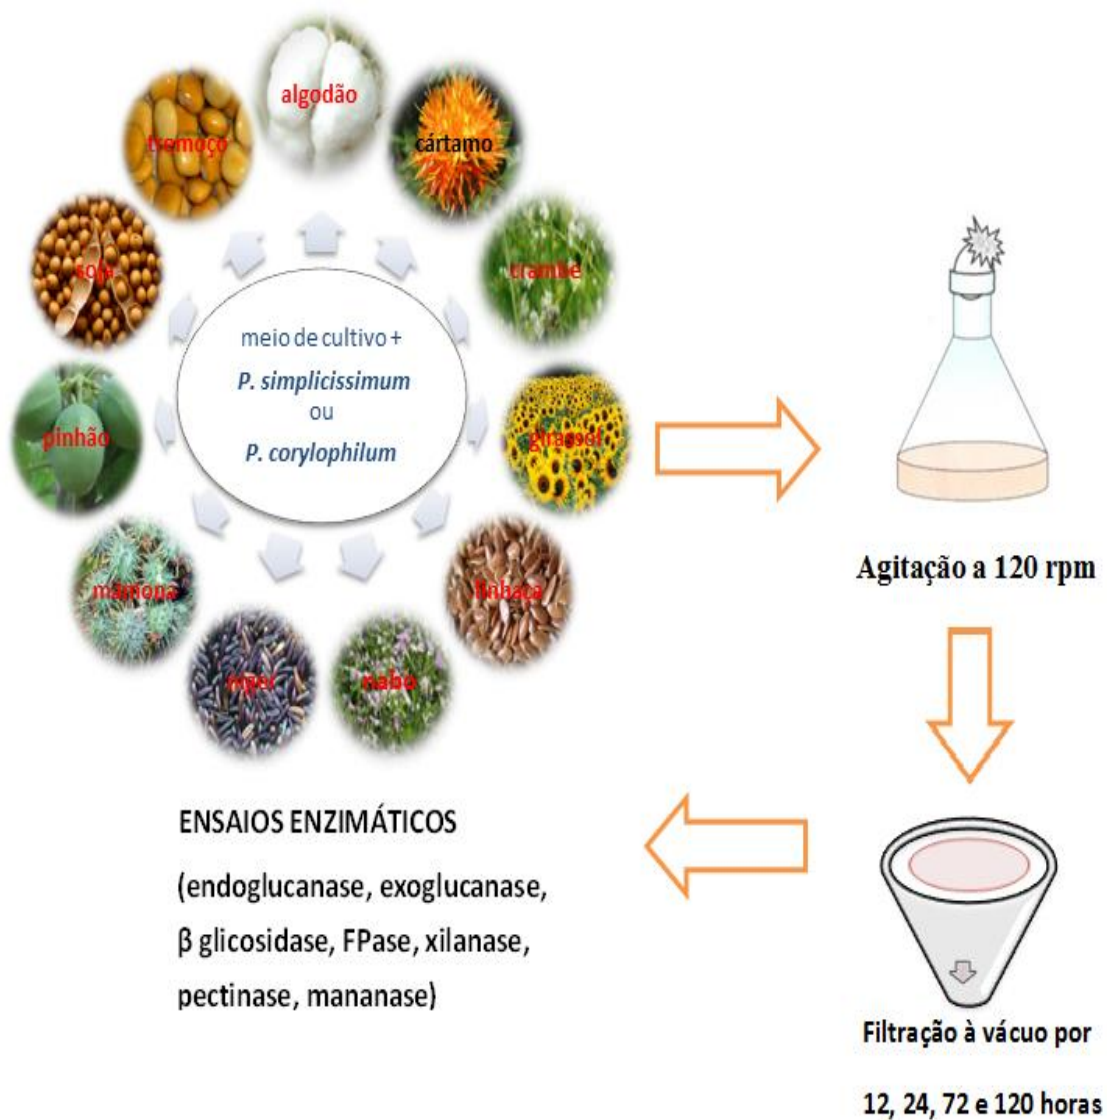 algodão
cártamo
crambe
girassol
linhaça
nabo
niger
mamona
pinhão
soja
tremoço
meio de cultivo +
P. simplicissimum
ou
P. corylophilum
Agitação a 120 rpm
Filtração à vácuo por
12, 24, 72 e 120 horas
ENSAIOS ENZIMÁTICOS
(endoglucanase, exoglucanase,
β glicosidase, FPase, xilanase,
pectinase, mananase)